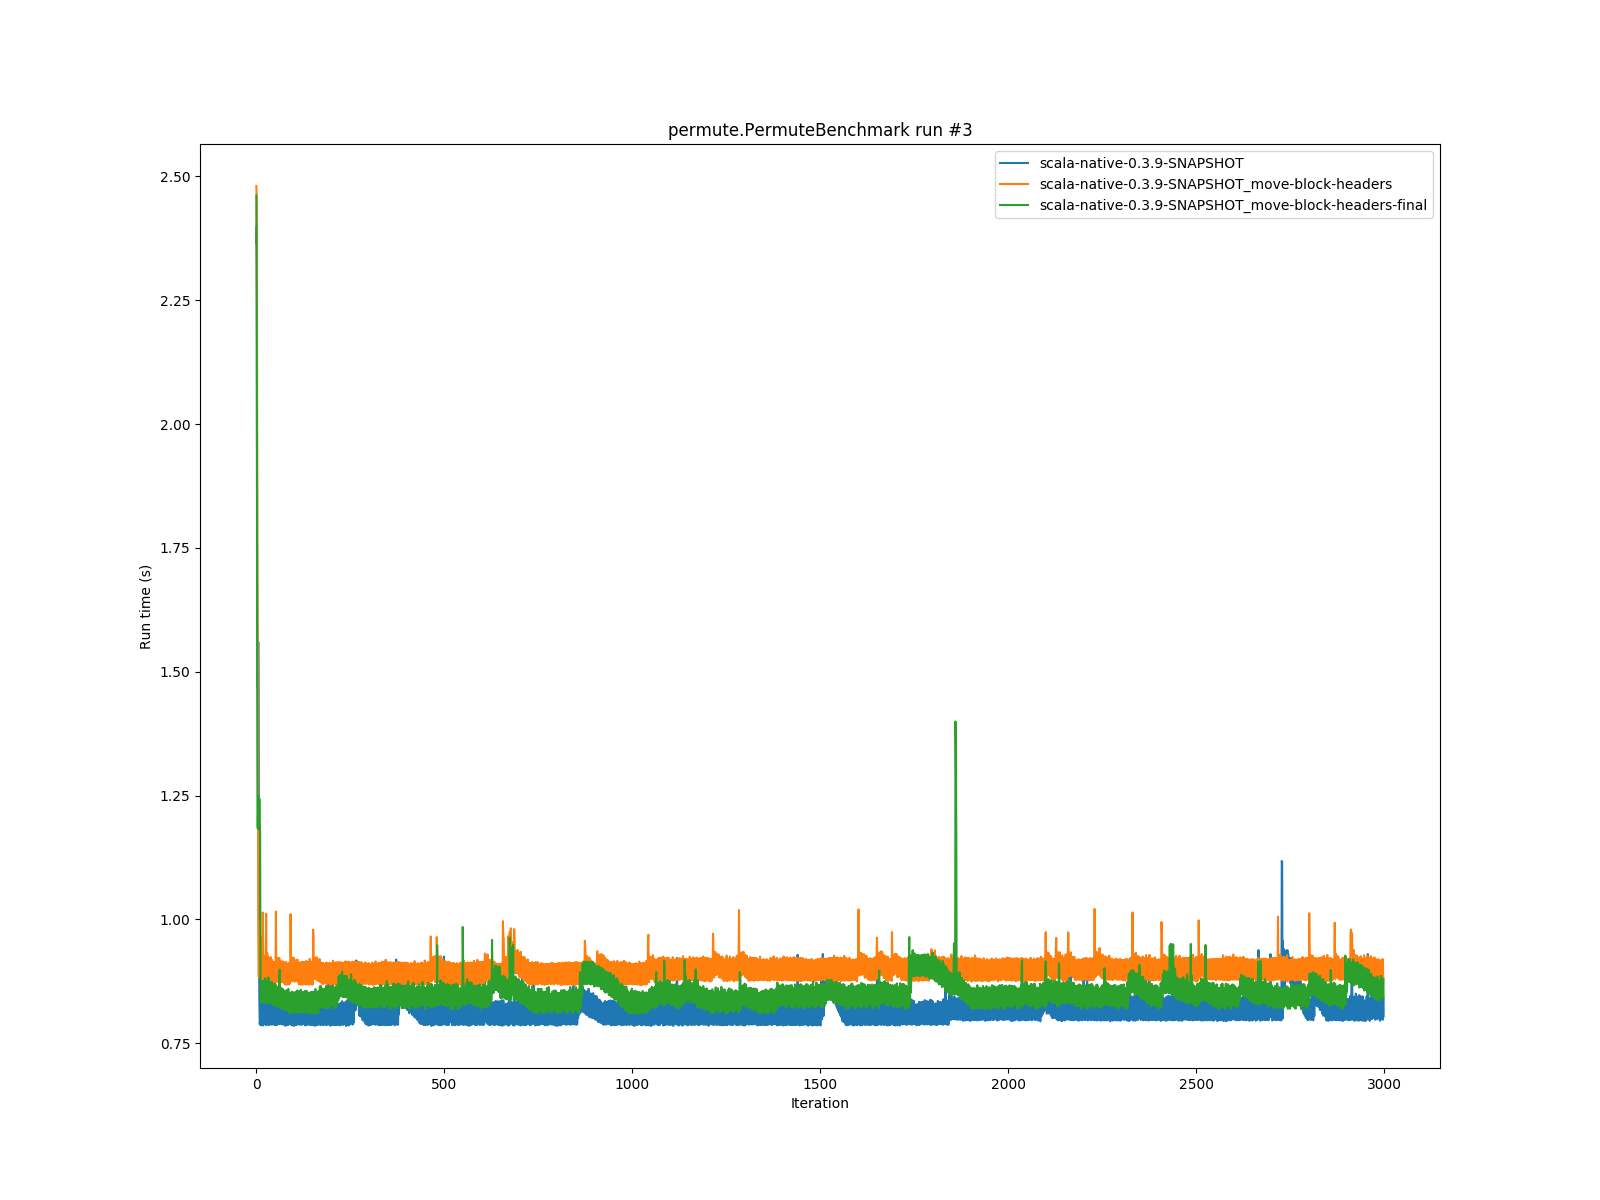 permute.PermuteBenchmark run #3
scala-native-0.3.9-SNAPSHOT
scala-native-0.3.9-SNAPSHOT_move-block-headers
scala-native-0.3.9-SNAPSHOT_move-block-headers-final
2.50
2.25
2.00
1.75
1.50
1.25
1.00
0.75
Run time (s)
0 500 1000 1500 2000 2500 3000
Iteration